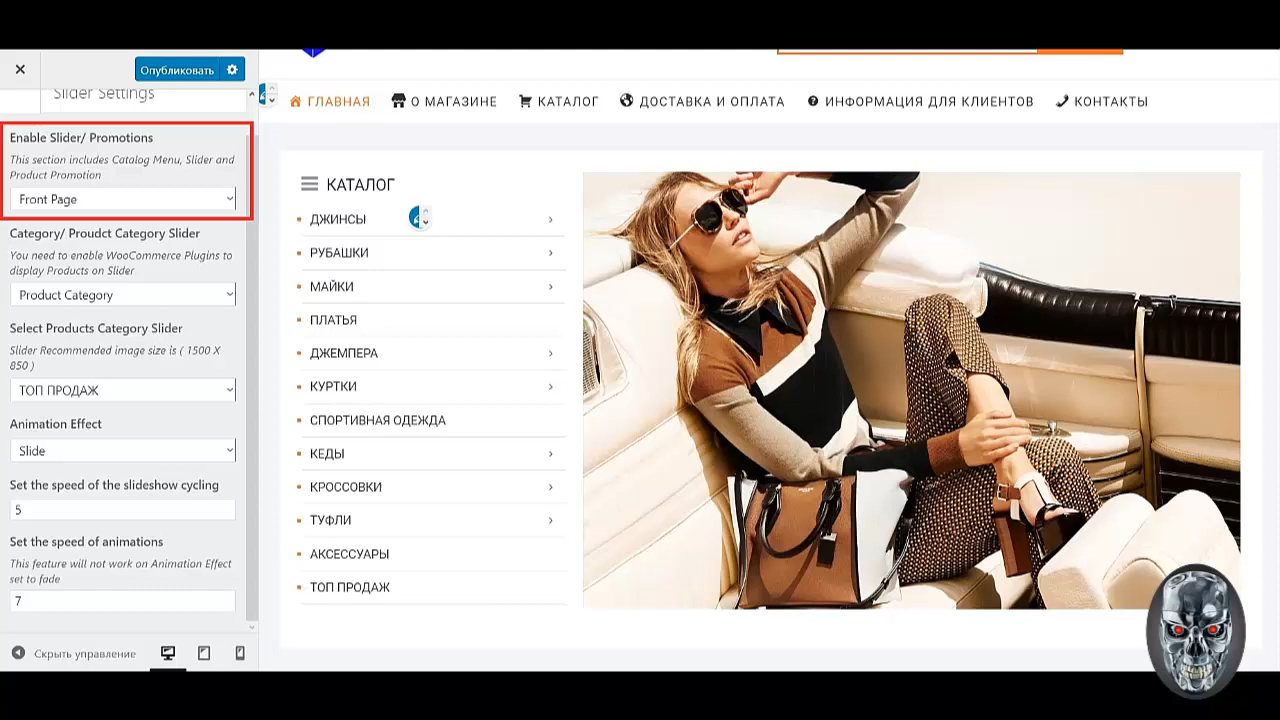 Опубликовать
Slider Settings
Enable Slider/ Promotions
This section includes Catalog Menu, Slider and
Product Promotion
Front Page
Category/ Proudct Category Slider
You need to enable WooCommerce Plugins to
display Products on Slider
Product Category
Select Products Category Slider
Slider Recommended image size is ( 1500 X
850 )
ТОП ПРОДАЖ
Animation Effect
Slide
Set the speed of the slideshow cycling
5
Set the speed of animations
This feature will not work on Animation Effect
set to fade
7
Скрыть управление
ГЛАВНАЯ
О МАГАЗИНЕ
КАТАЛОГ
ДОСТАВКА И ОПЛАТА
ИНФОРМАЦИЯ ДЛЯ КЛИЕНТОВ
КОНТАКТЫ
КАТАЛОГ
ДЖИНСЫ
РУБАШКИ
МАЙКИ
ПЛАТЬЯ
ДЖЕМПЕРА
КУРТКИ
СПОРТИВНАЯ ОДЕЖДА
КЕДЫ
КРОССОВКИ
ТУФЛИ
АКСЕССУАРЫ
ТОП ПРОДАЖ